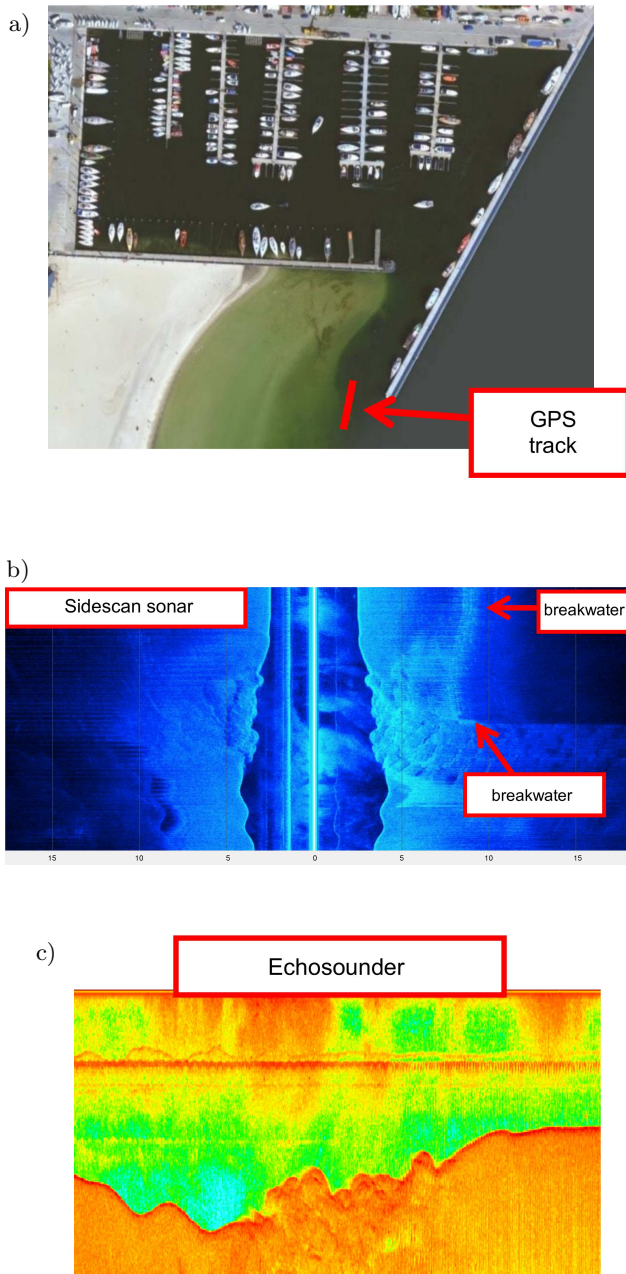 a)
GPS
track
b)
Sidescan sonar
breakwater
breakwater
15
10
5
0
5
10
15
c)
Echosounder